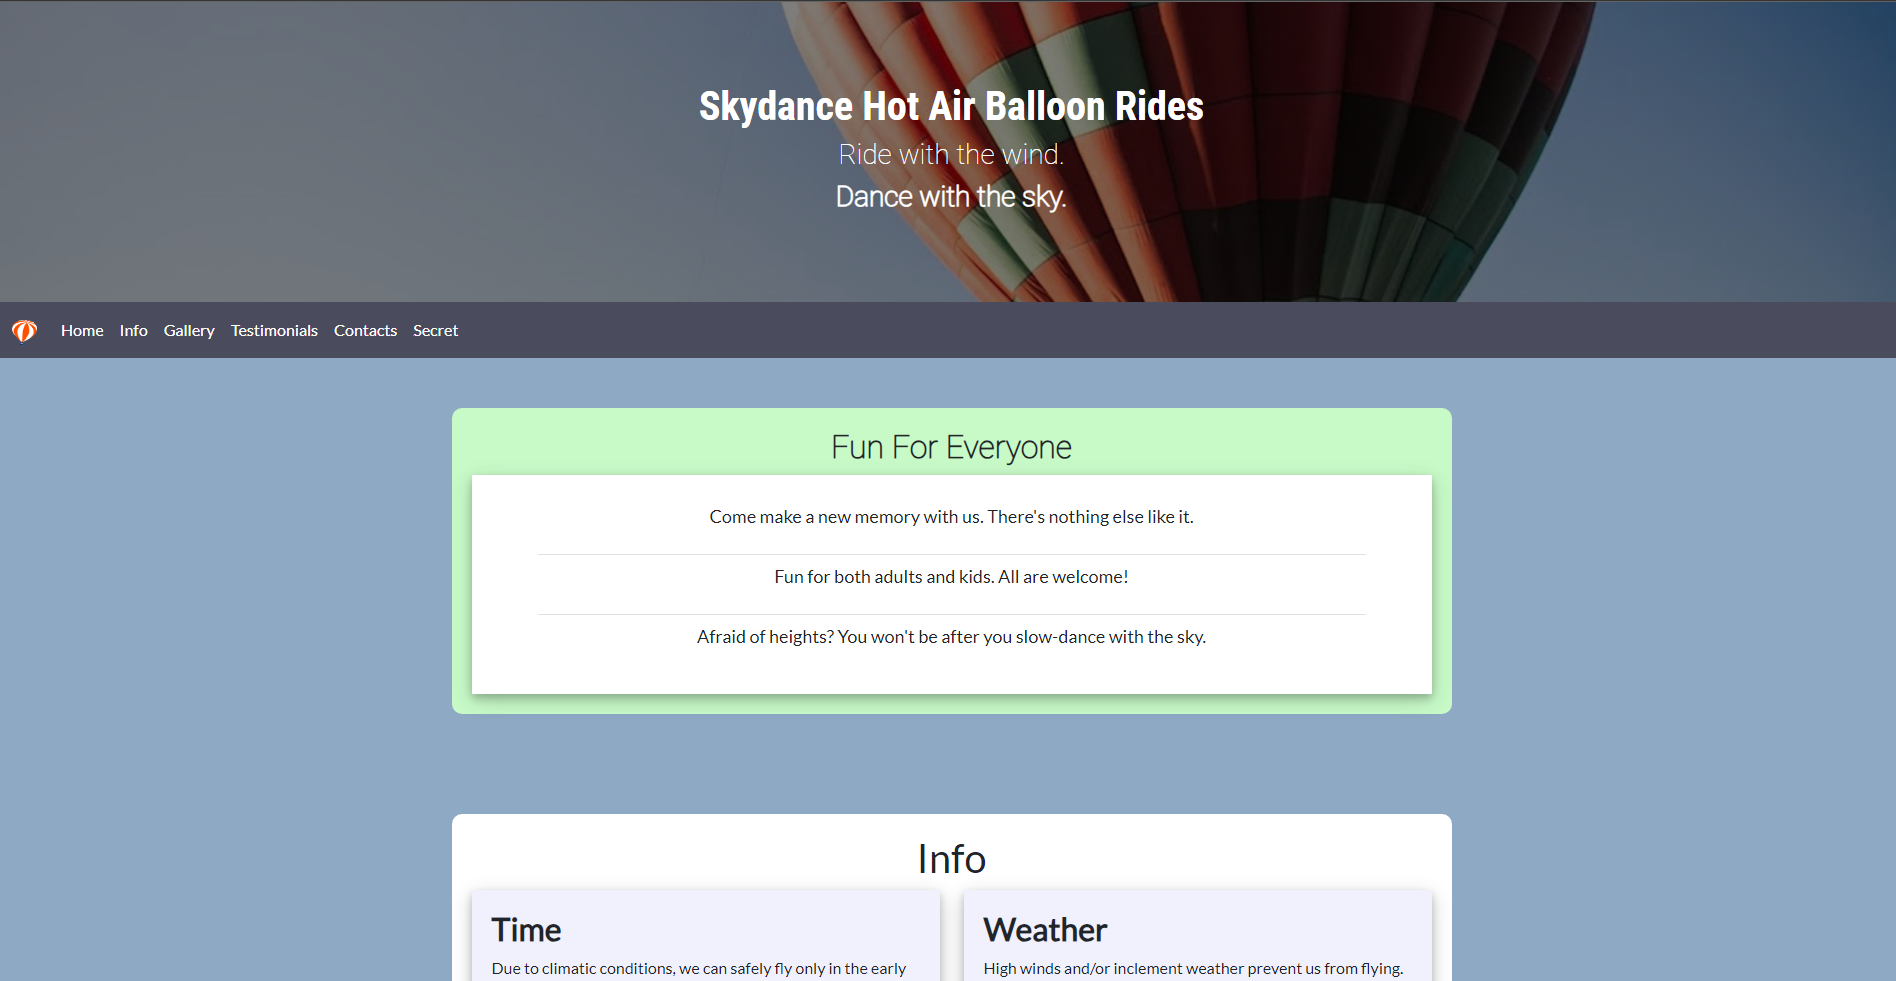 Skydance Hot Air Balloon Rides
Ride with the wind.
Dance with the sky.
Home Info Gallery Testimonials Contacts Secret
Fun For Everyone
Come make a new memory with us. There's nothing else like it.
Fun for both adults and kids. All are welcome!
Afraid of heights? You won't be after you slow-dance with the sky.
Info
Time
Due to climatic conditions, we can safely fly only in the early
Weather
High winds and/or inclement weather prevent us from flying.